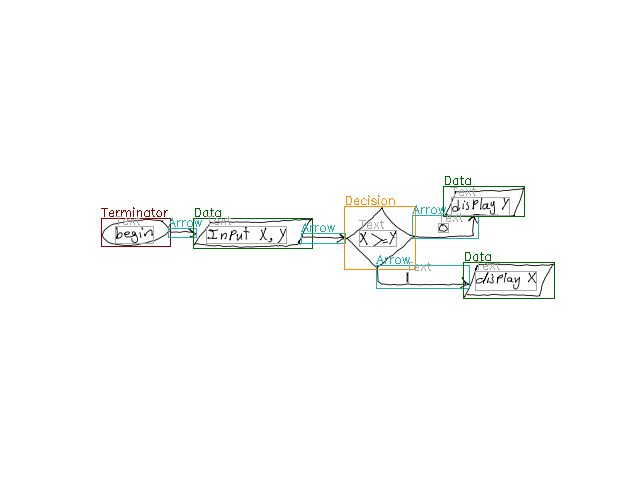 Terminator
Text
begin
Arrow
Data
Text
Input X, Y
Arrow
Decision
Text
X >= Y
Arrow
Text
0
Data
Text
display Y
Arrow
Text
1
Data
Text
display X